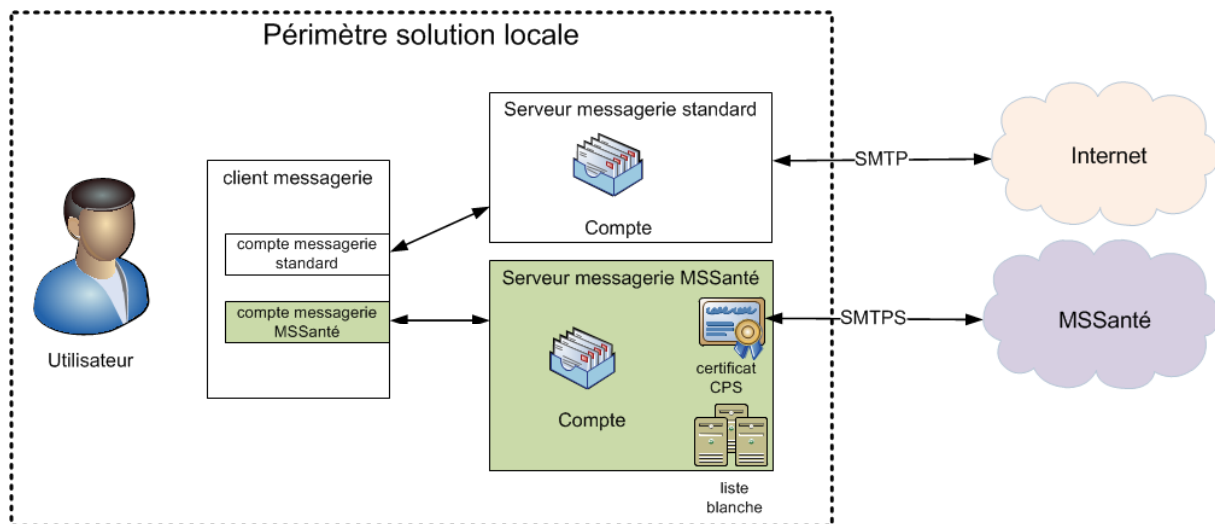 Périmètre solution locale
Serveur messagerie standard
Compte
SMTP
Internet
client messagerie
compte messagerie
standard
compte messagerie
MSSanté
Utilisateur
Serveur messagerie MSSanté
certificat
CPS
Compte
liste
blanche
SMTPS
MSSanté